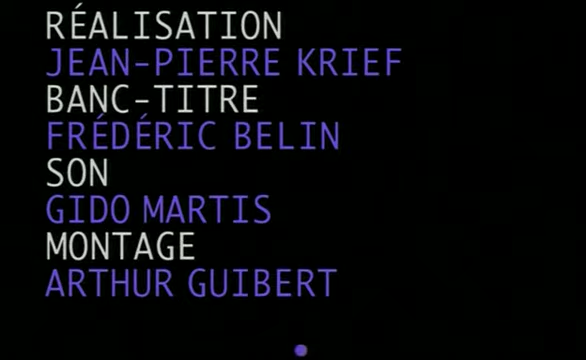 RÉALISATION
JEAN-PIERRE KRIEF
BANC-TITRE
FRÉDÉRIC BELIN
SON
GIDO MARTIS
MONTAGE
ARTHUR GUIBERT